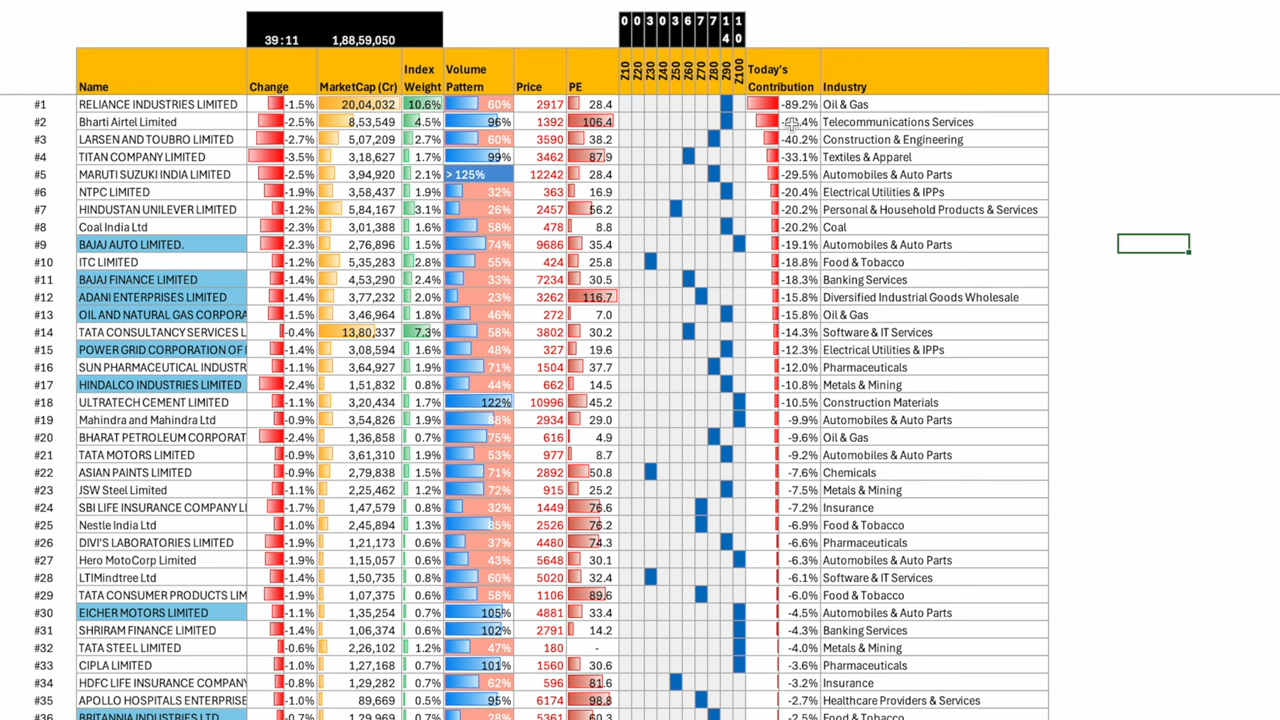 0 0 3 0 3 6 7 7 14 10
39:11 1,88,59,050
Name Change MarketCap (Cr) Index Weight Volume Pattern Price PE Z10 Z20 Z30 Z40 Z50 Z60 Z70 Z80 Z90 Z100 Today's Contribution Industry
#1 RELIANCE INDUSTRIES LIMITED -1.5% 20,04,032 10.6% 60% 2917 28.4 -89.2% Oil & Gas
#2 Bharti Airtel Limited -2.5% 8,53,549 4.5% 96% 1392 106.4 Telecommunications Services
#3 LARSEN AND TOUBRO LIMITED -2.7% 5,07,209 2.7% 60% 3590 38.2 -40.2% Construction & Engineering
#4 TITAN COMPANY LIMITED -3.5% 3,18,627 1.7% 99% 3462 87.9 -33.1% Textiles & Apparel
#5 MARUTI SUZUKI INDIA LIMITED -2.5% 3,94,920 2.1% > 125% 12242 28.4 -29.5% Automobiles & Auto Parts
#6 NTPC LIMITED -1.9% 3,58,437 1.9% 32% 363 16.9 -20.4% Electrical Utilities & IPPs
#7 HINDUSTAN UNILEVER LIMITED -1.2% 5,84,167 3.1% 26% 2457 56.2 -20.2% Personal & Household Products & Services
#8 Coal India Ltd -2.3% 3,01,388 1.6% 58% 478 8.8 -20.2% Coal
#9 BAJAJ AUTO LIMITED. -2.3% 2,76,896 1.5% 74% 9686 35.4 -19.1% Automobiles & Auto Parts
#10 ITC LIMITED -1.2% 5,35,283 2.8% 55% 424 25.8 -18.8% Food & Tobacco
#11 BAJAJ FINANCE LIMITED -1.4% 4,53,290 2.4% 33% 7234 30.5 -18.3% Banking Services
#12 ADANI ENTERPRISES LIMITED -1.4% 3,77,232 2.0% 23% 3262 116.7 -15.8% Diversified Industrial Goods Wholesale
#13 OIL AND NATURAL GAS CORPORA -1.5% 3,46,964 1.8% 46% 272 7.0 -15.8% Oil & Gas
#14 TATA CONSULTANCY SERVICES L -0.4% 13,80,337 7.3% 58% 3802 30.2 -14.3% Software & IT Services
#15 POWER GRID CORPORATION OF I -1.4% 3,08,594 1.6% 48% 327 19.6 -12.3% Electrical Utilities & IPPs
#16 SUN PHARMACEUTICAL INDUSTR -1.1% 3,64,927 1.9% 71% 1504 37.7 -12.0% Pharmaceuticals
#17 HINDALCO INDUSTRIES LIMITED -2.4% 1,51,832 0.8% 44% 662 14.5 -10.8% Metals & Mining
#18 ULTRATECH CEMENT LIMITED -1.1% 3,20,434 1.7% 122% 10996 45.2 -10.5% Construction Materials
#19 Mahindra and Mahindra Ltd -0.9% 3,54,826 1.9% 88% 2934 29.0 -9.9% Automobiles & Auto Parts
#20 BHARAT PETROLEUM CORPORAT -2.4% 1,36,858 0.7% 75% 616 4.9 -9.6% Oil & Gas
#21 TATA MOTORS LIMITED -0.9% 3,61,310 1.9% 53% 977 8.7 -9.2% Automobiles & Auto Parts
#22 ASIAN PAINTS LIMITED -0.9% 2,79,838 1.5% 71% 2892 50.8 -7.6% Chemicals
#23 JSW Steel Limited -1.1% 2,25,462 1.2% 72% 915 25.2 -7.5% Metals & Mining
#24 SBI LIFE INSURANCE COMPANY LI -1.7% 1,47,579 0.8% 32% 1449 76.6 -7.2% Insurance
#25 Nestle India Ltd -1.0% 2,45,894 1.3% 85% 2526 76.2 -6.9% Food & Tobacco
#26 DIVI'S LABORATORIES LIMITED -1.9% 1,21,173 0.6% 37% 4480 74.3 -6.6% Pharmaceuticals
#27 Hero MotoCorp Limited -1.9% 1,15,057 0.6% 43% 5648 30.1 -6.3% Automobiles & Auto Parts
#28 LTIMindtree Ltd -1.4% 1,50,735 0.8% 60% 5020 32.4 -6.1% Software & IT Services
#29 TATA CONSUMER PRODUCTS LIM -1.9% 1,07,375 0.6% 58% 1106 89.6 -6.0% Food & Tobacco
#30 EICHER MOTORS LIMITED -1.1% 1,35,254 0.7% 105% 4881 33.4 -4.5% Automobiles & Auto Parts
#31 SHRIRAM FINANCE LIMITED -1.4% 1,06,374 0.6% 102% 2791 14.2 -4.3% Banking Services
#32 TATA STEEL LIMITED -0.6% 2,26,102 1.2% 47% 180 - -4.0% Metals & Mining
#33 CIPLA LIMITED -1.0% 1,27,168 0.7% 101% 1560 30.6 -3.6% Pharmaceuticals
#34 HDFC LIFE INSURANCE COMPANY -0.8% 1,29,282 0.7% 62% 596 81.6 -3.2% Insurance
#35 APOLLO HOSPITALS ENTERPRISE -1.0% 89,669 0.5% 95% 6174 98.8 -2.7% Healthcare Providers & Services
#36 BRITANNIA INDUSTRIES LTD -0.7% 1,29,969 0.7% 28% 5361 60.3 -2.5% Food & Tobacco